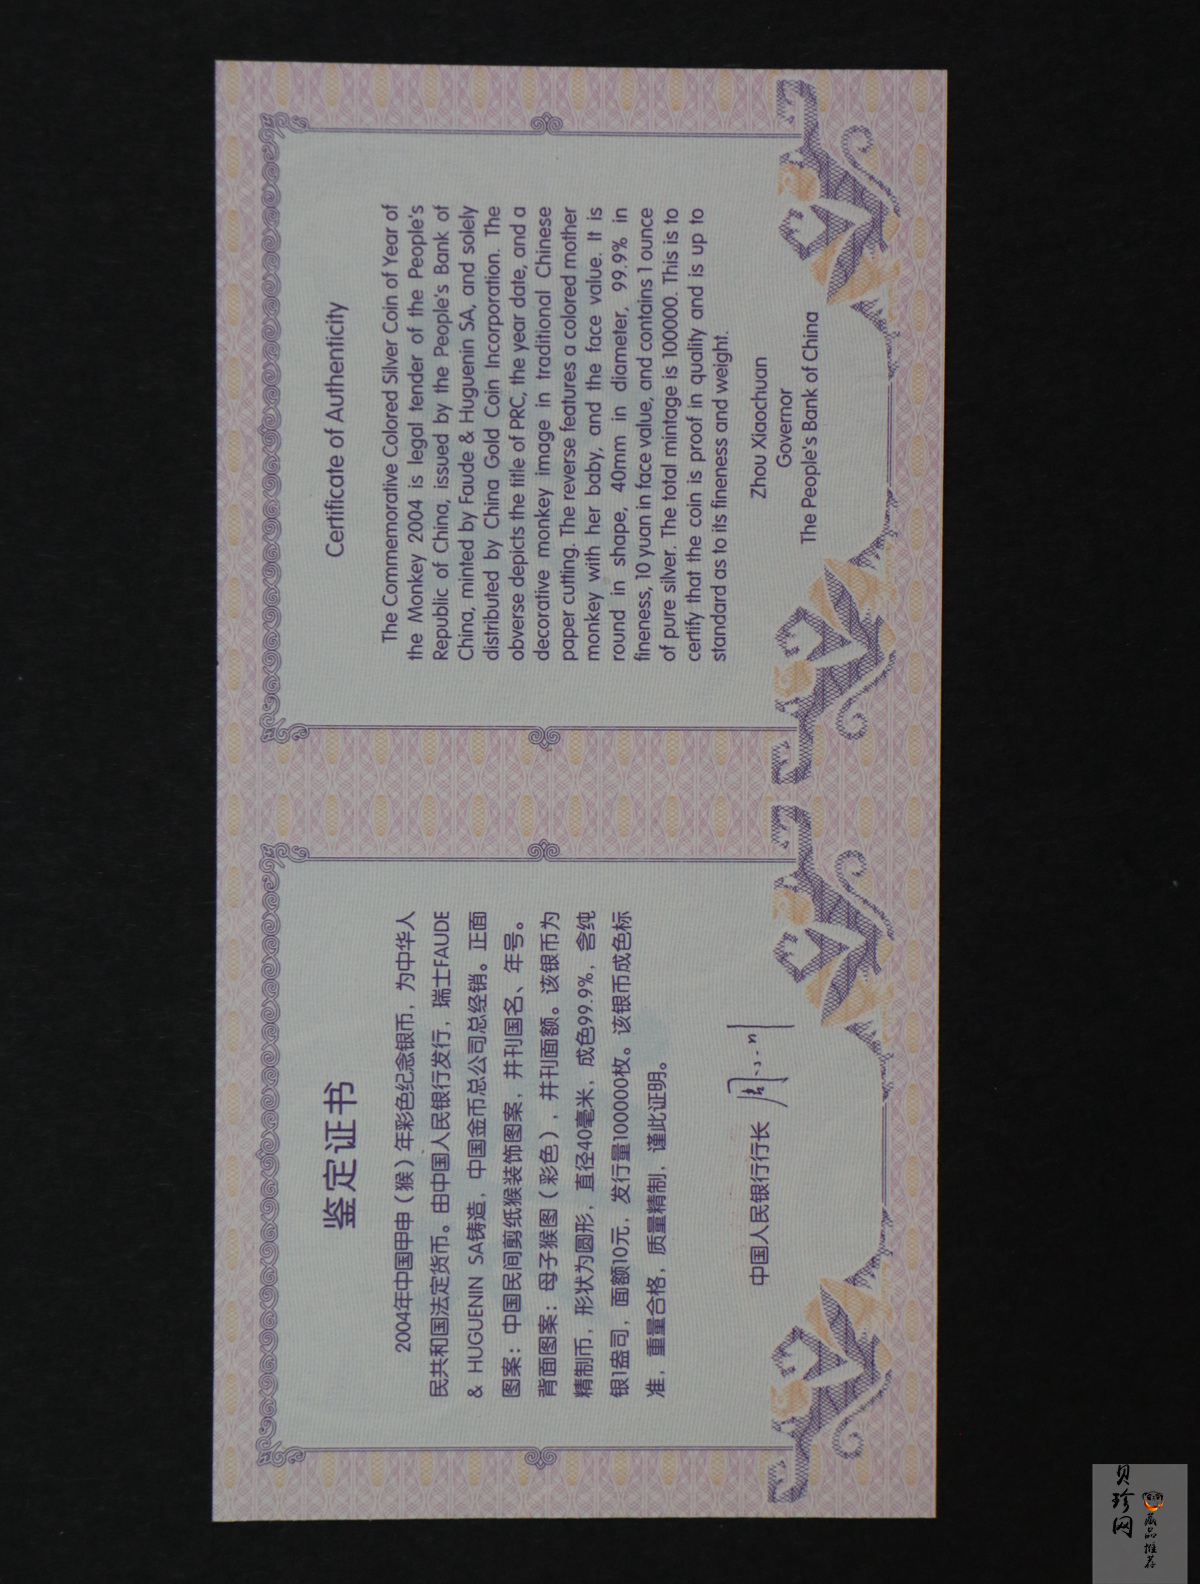 鉴定证书
2004年中国甲申（猴）年彩色纪念银币，为中华人
民共和国法定货币。由中国人民银行发行，瑞士FAUDE
& HUGUENIN SA铸造，中国金币总公司总经销。正面
图案：中国民间剪纸猴装饰图案，并刊国名、年号。
背面图案：母子猴图（彩色），并刊面额。该银币为
精制币，形状为圆形，直径40毫米，成色99.9%，含纯
银1盎司，面额10元，发行量100000枚。该银币成色标
准，重量合格，质量精制，谨此证明。
中国人民银行行长 周小川
Certificate of Authenticity
The Commemorative Colored Silver Coin of Year of
the Monkey 2004 is legal tender of the People's
Republic of China, issued by the People's Bank of
China, minted by Faude & Huguenin SA, and solely
distributed by China Gold Coin Incorporation. The
obverse depicts the title of PRC, the year date, and a
decorative monkey image in traditional Chinese
paper cutting. The reverse features a colored mother
monkey with her baby, and the face value. It is
round in shape, 40mm in diameter, 99.9% in
fineness, 10 yuan in face value, and contains 1 ounce
of pure silver. The total mintage is 100000. This is to
certify that the coin is proof in quality and is up to
standard as to its fineness and weight.
Zhou Xiaochuan
Governor
The People's Bank of China
贝珍网
藏品推荐